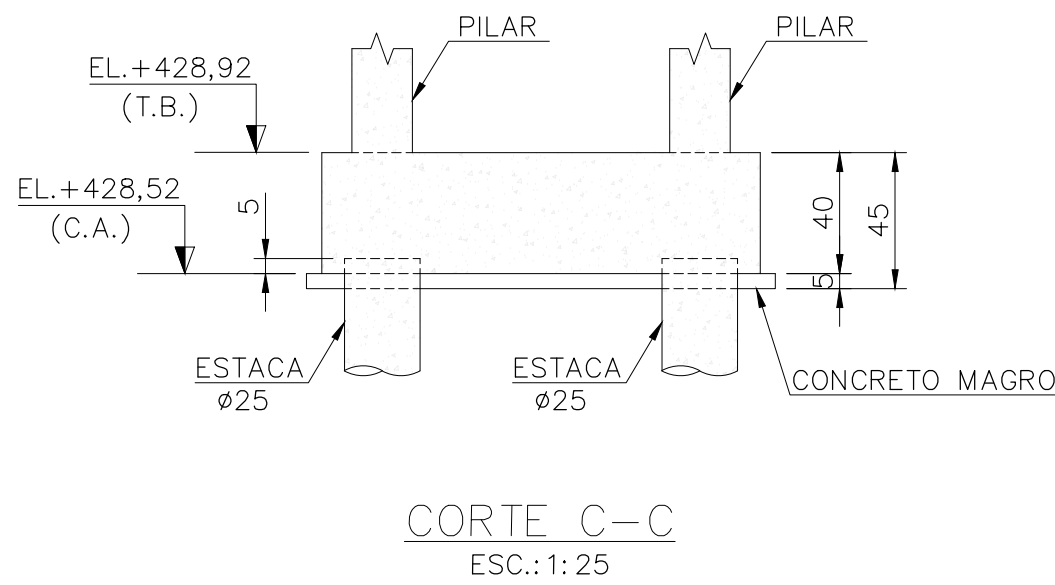 PILAR
PILAR
EL.+428,92
(T.B.)
EL.+428,52
(C.A.)
5
40
45
5
ESTACA
ø25
ESTACA
ø25
CONCRETO MAGRO
CORTE C-C
ESC.:1:25